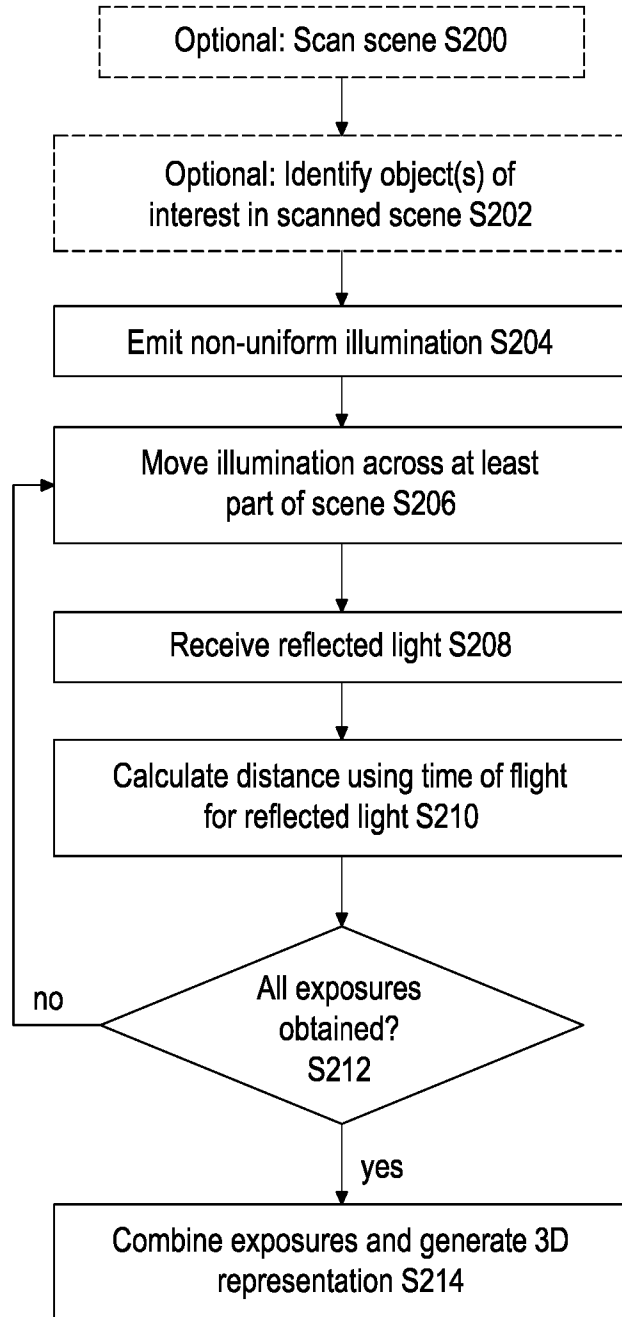 Optional: Scan scene S200
Optional: Identify object(s) of
interest in scanned scene S202
Emit non-uniform illumination S204
Move illumination across at least
part of scene S206
Receive reflected light S208
Calculate distance using time of flight
for reflected light S210
All exposures
obtained?
S212
no
yes
Combine exposures and generate 3D
representation S214